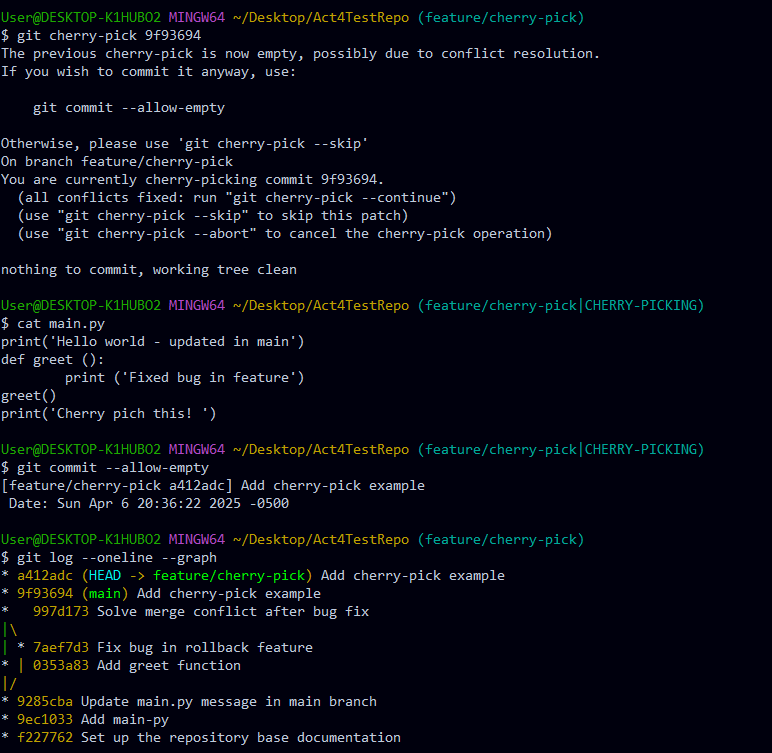 User@DESKTOP-K1HUBO2 MINGW64 ~/Desktop/Act4TestRepo (feature/cherry-pick)
$ git cherry-pick 9f93694
The previous cherry-pick is now empty, possibly due to conflict resolution.
If you wish to commit it anyway, use:
    git commit --allow-empty
Otherwise, please use 'git cherry-pick --skip'
On branch feature/cherry-pick
You are currently cherry-picking commit 9f93694.
  (all conflicts fixed: run "git cherry-pick --continue")
  (use "git cherry-pick --skip" to skip this patch)
  (use "git cherry-pick --abort" to cancel the cherry-pick operation)
nothing to commit, working tree clean
User@DESKTOP-K1HUBO2 MINGW64 ~/Desktop/Act4TestRepo (feature/cherry-pick|CHERRY-PICKING)
$ cat main.py
print('Hello world - updated in main')
def greet ():
        print ('Fixed bug in feature')
greet()
print('Cherry pich this! ')
User@DESKTOP-K1HUBO2 MINGW64 ~/Desktop/Act4TestRepo (feature/cherry-pick|CHERRY-PICKING)
$ git commit --allow-empty
[feature/cherry-pick a412adc] Add cherry-pick example
 Date: Sun Apr 6 20:36:22 2025 -0500
User@DESKTOP-K1HUBO2 MINGW64 ~/Desktop/Act4TestRepo (feature/cherry-pick)
$ git log --oneline --graph
* a412adc (HEAD -> feature/cherry-pick) Add cherry-pick example
* 9f93694 (main) Add cherry-pick example
*   997d173 Solve merge conflict after bug fix
|\
| * 7aef7d3 Fix bug in rollback feature
* | 0353a83 Add greet function
|/
* 9285cba Update main.py message in main branch
* 9ec1033 Add main-py
* f227762 Set up the repository base documentation